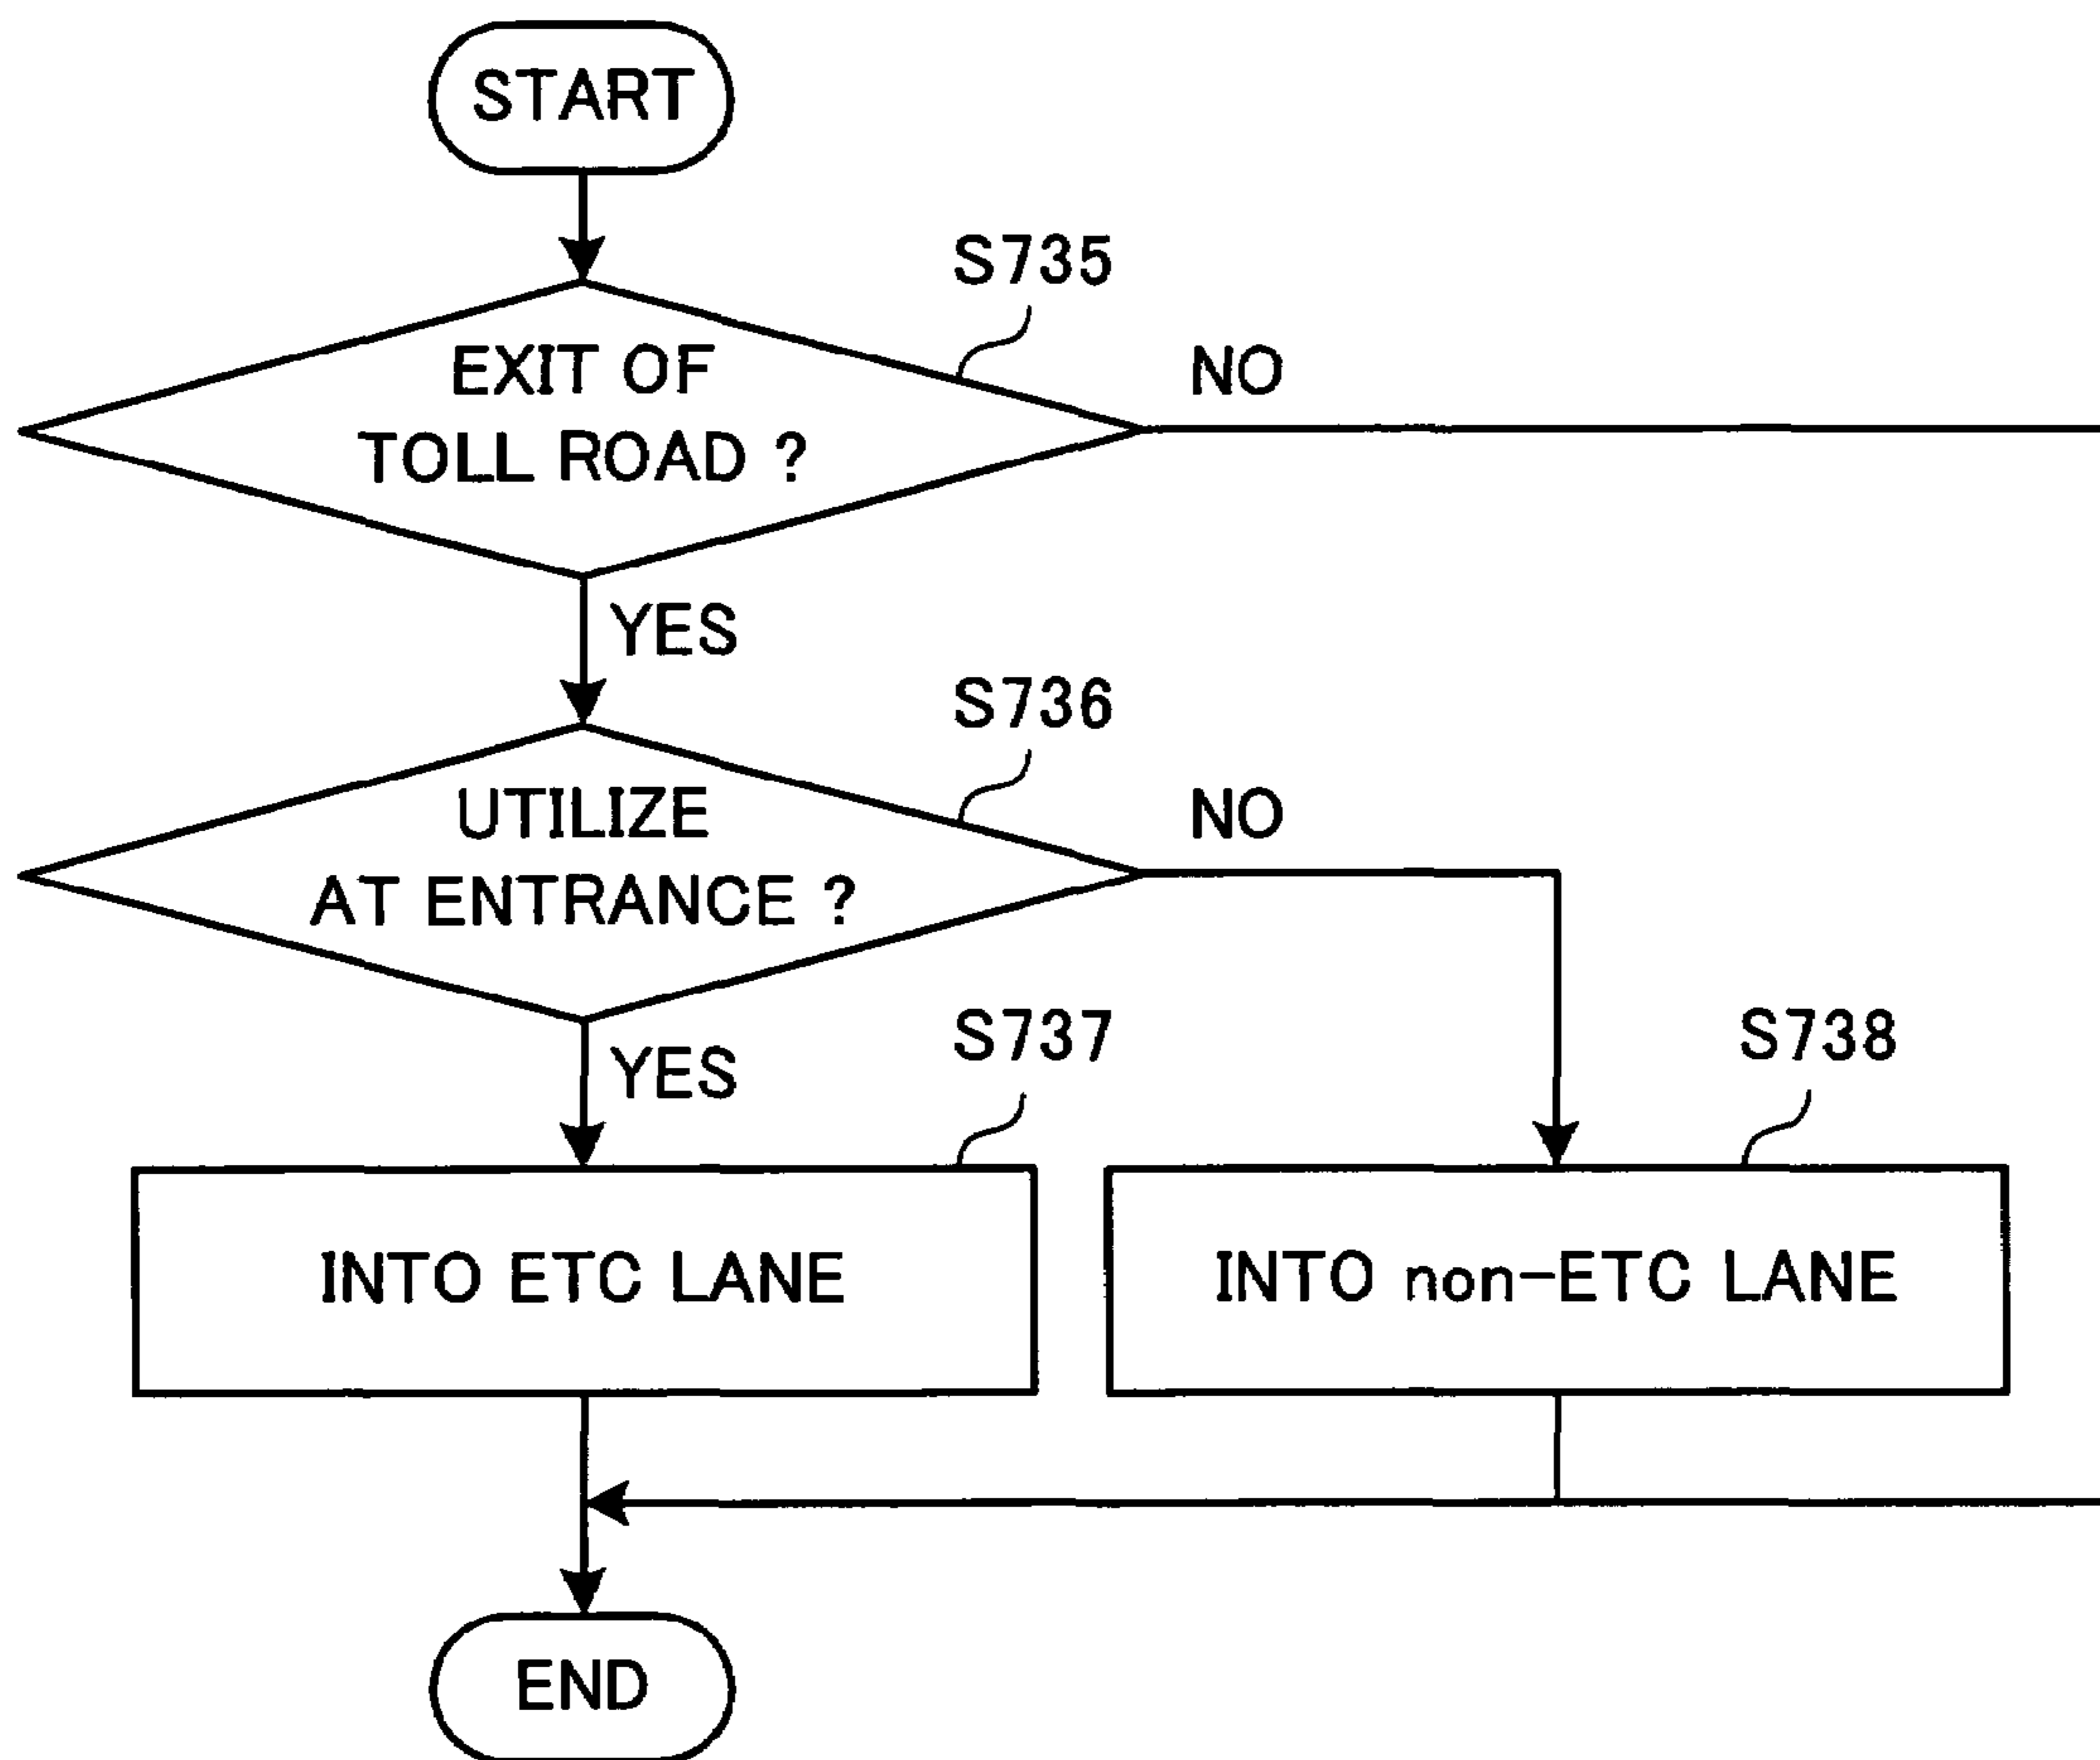 START
S735
EXIT OF
TOLL ROAD ?
NO
YES
S736
UTILIZE
AT ENTRANCE ?
NO
YES
S737
S738
INTO ETC LANE
INTO non-ETC LANE
END